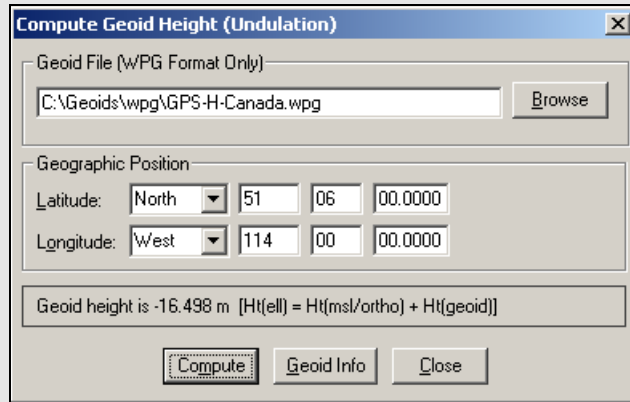 Compute Geoid Height (Undulation)
Geoid File (WPG Format Only)
C:\Geoids\wpg\GPS-H-Canada.wpg Browse
Geographic Position
Latitude: North 51 06 00.0000
Longitude: West 114 00 00.0000
Geoid height is -16.498 m [Ht(ell) = Ht(msl/ortho) + Ht(geoid)]
Compute Geoid Info Close